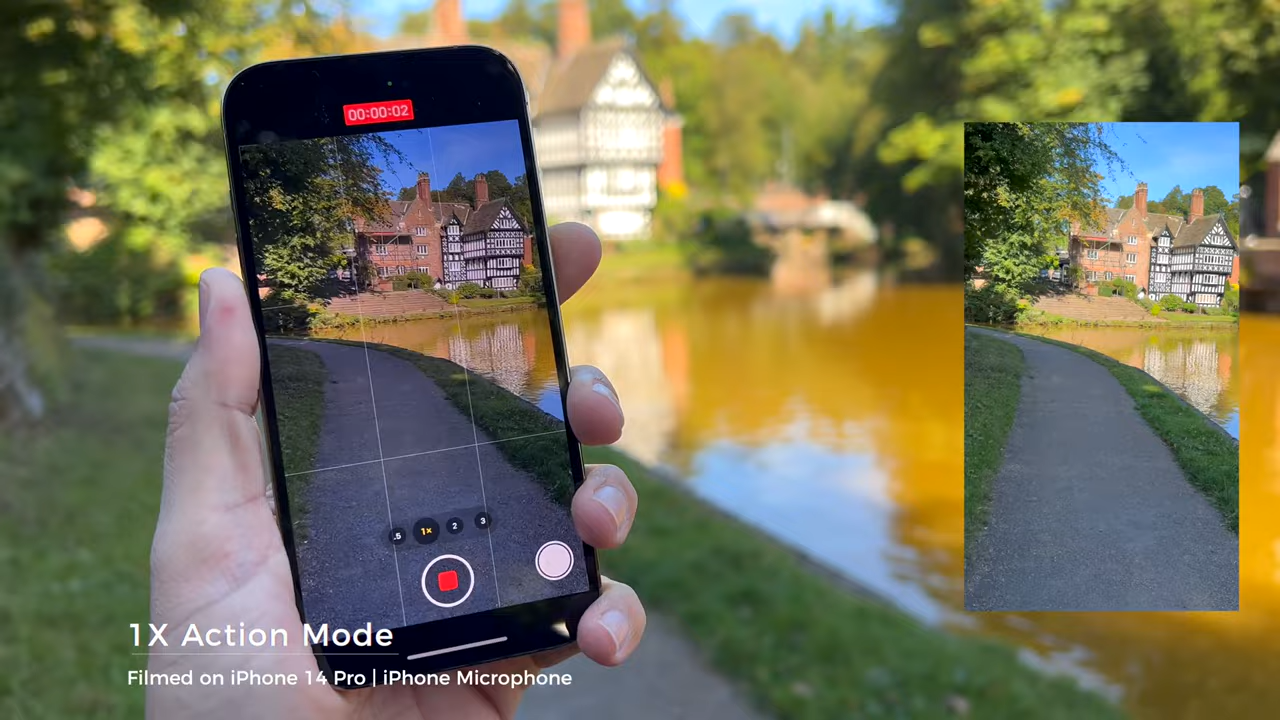 00:00:02
.5 1× 2 3
1X Action Mode
Filmed on iPhone 14 Pro | iPhone Microphone